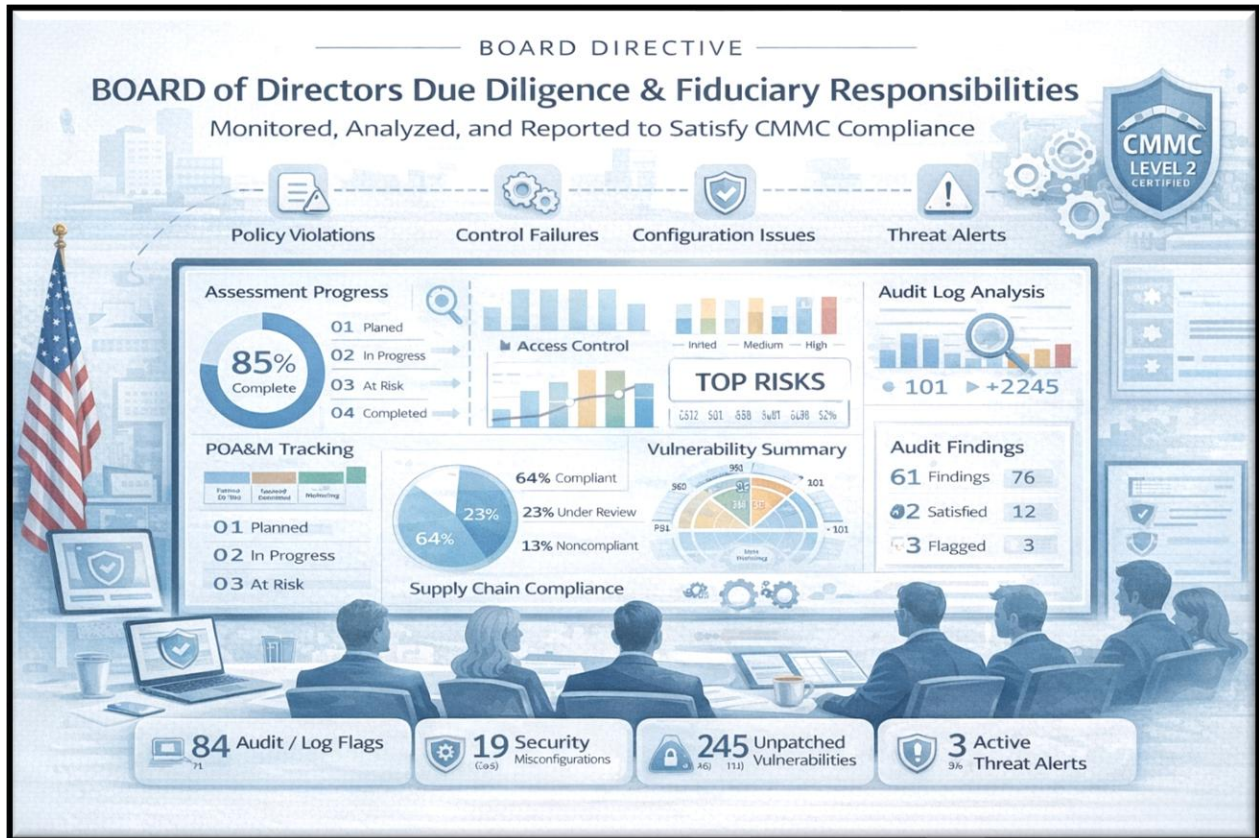 BOARD DIRECTIVE
BOARD of Directors Due Diligence & Fiduciary Responsibilities
Monitored, Analyzed, and Reported to Satisfy CMMC Compliance
CMMC
LEVEL 2
CERTIFIED
Policy Violations
Control Failures
Configuration Issues
Threat Alerts
Assessment Progress
85%
Complete
01 Planed
02 In Progress
03 At Risk
04 Completed
Access Control
Medium
High
TOP RISKS
Audit Log Analysis
101
+2245
POA&M Tracking
01 Planned
02 In Progress
03 At Risk
64%
23%
64% Compliant
23% Under Review
13% Noncompliant
Supply Chain Compliance
Vulnerability Summary
101
101
Audit Findings
61 Findings 76
2 Satisfied 12
3 Flagged 3
84 Audit / Log Flags
19 Security
Misconfigurations
245 Unpatched
Vulnerabilities
3 Active
Threat Alerts